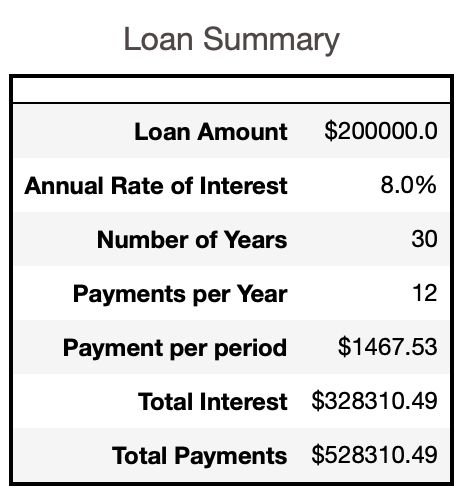 Loan Summary
Loan Amount $200000.0
Annual Rate of Interest 8.0%
Number of Years 30
Payments per Year 12
Payment per period $1467.53
Total Interest $328310.49
Total Payments $528310.49